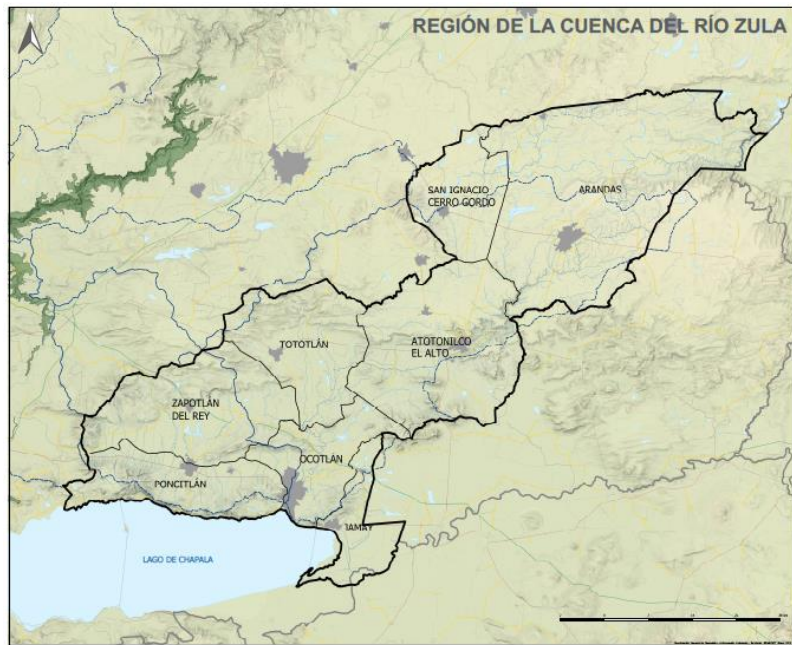 REGIÓN DE LA CUENCA DEL RÍO ZULA
SAN IGNACIO
CERRO GORDO
ARANDAS
TOTOTLÁN
ATOTONILCO
EL ALTO
ZAPOTLÁN
DEL REY
OCOTLÁN
PONCITLÁN
JAMAY
LAGO DE CHAPALA